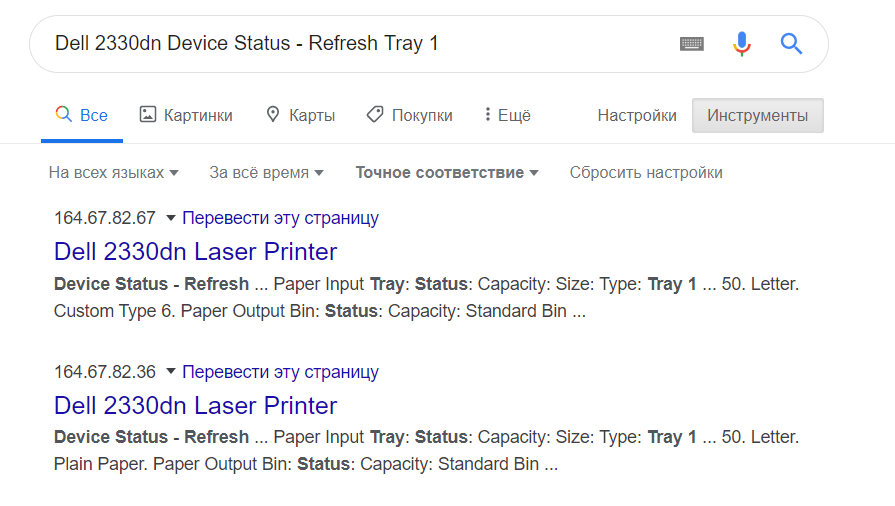 Dell 2330dn Device Status - Refresh Tray 1
Все Картинки Карты Покупки Ещё Настройки Инструменты
На всех языках За всё время Точное соответствие Сбросить настройки
164.67.82.67 Перевести эту страницу
Dell 2330dn Laser Printer
Device Status - Refresh ... Paper Input Tray: Status: Capacity: Size: Type: Tray 1 ... 50. Letter.
Custom Type 6. Paper Output Bin: Status: Capacity: Standard Bin ...
164.67.82.36 Перевести эту страницу
Dell 2330dn Laser Printer
Device Status - Refresh ... Paper Input Tray: Status: Capacity: Size: Type: Tray 1 ... 50. Letter.
Plain Paper. Paper Output Bin: Status: Capacity: Standard Bin ...